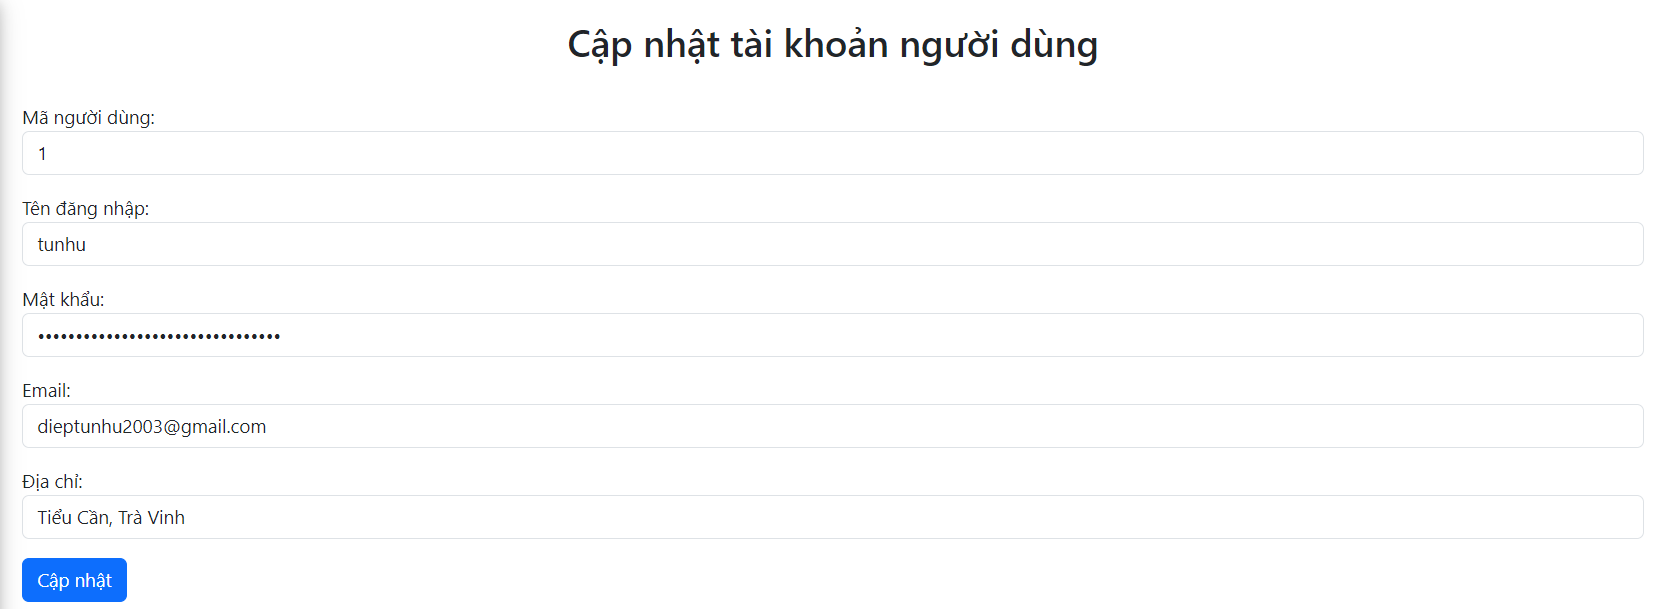 Cập nhật tài khoản người dùng
Mã người dùng:
1
Tên đăng nhập:
tunhu
Mật khẩu:
••••••••••••••••••••••••••••••••
Email:
dieptunhu2003@gmail.com
Địa chỉ:
Tiểu Cần, Trà Vinh
Cập nhật